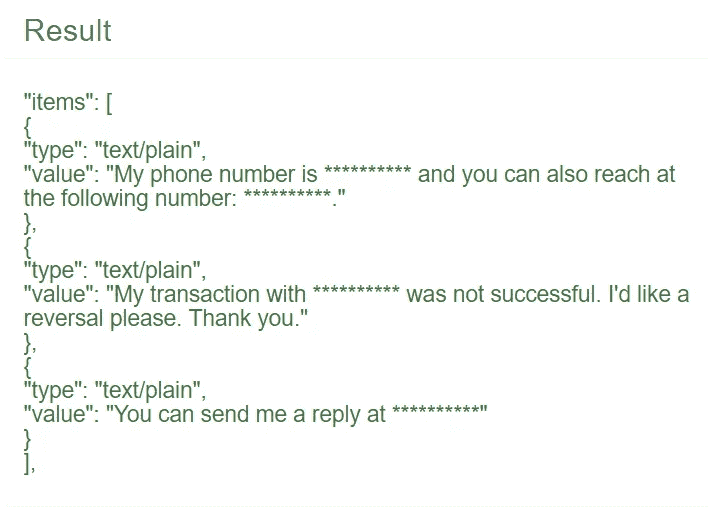 Result
"items": [
{
"type": "text/plain",
"value": "My phone number is ********** and you can also reach at
the following number: **********."
},
{
"type": "text/plain",
"value": "My transaction with ********** was not successful. I'd like a
reversal please. Thank you."
},
{
"type": "text/plain",
"value": "You can send me a reply at **********"
}
],